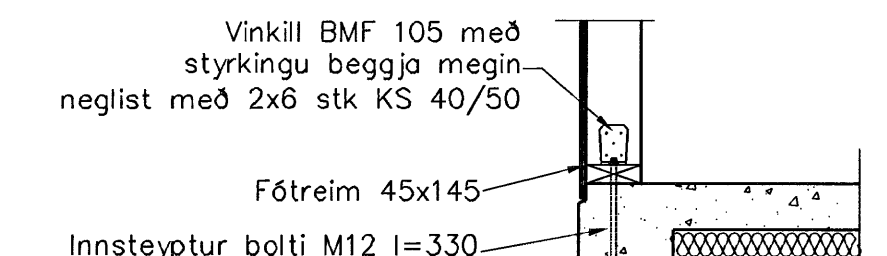 Vinkill BMF 105 með
styrkingu beggja megin
neglist með 2x6 stk KS 40/50
Fótreim 45x145
Innsteyptur bolti M12 l=330